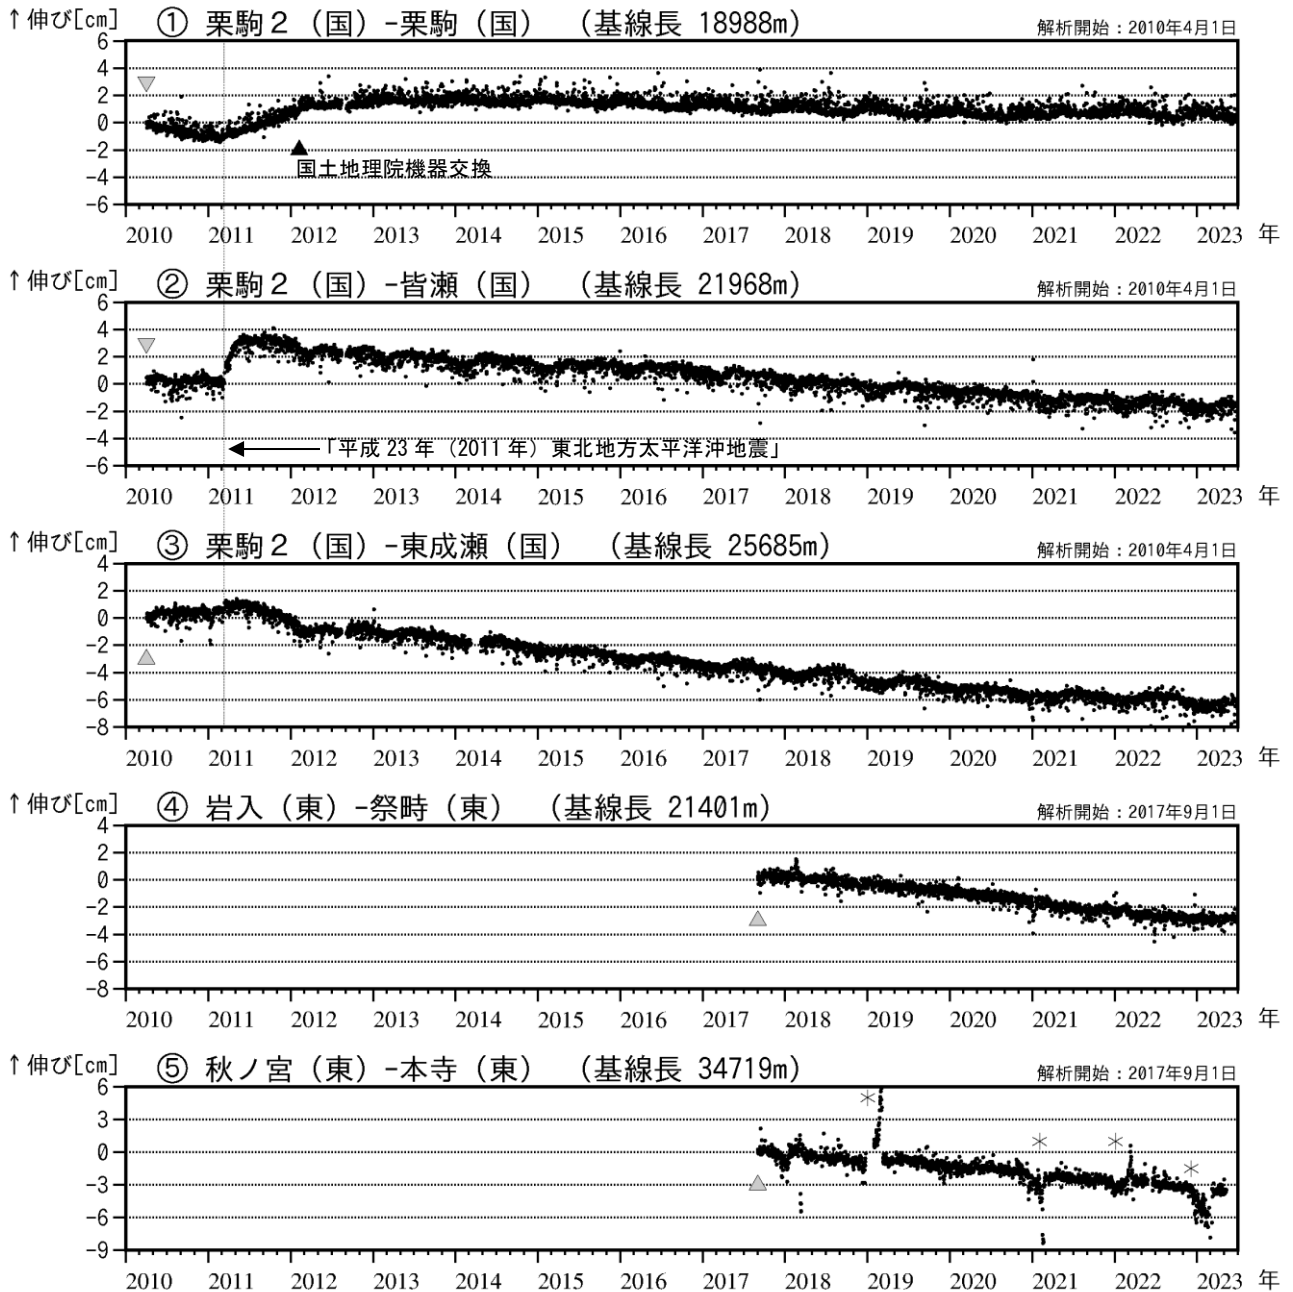 ↑伸び[cm] ① 栗駒２（国）-栗駒（国） （基線長 18988m） 解析開始：2010年4月1日
6
4
2
0
-2
-4
-6
国土地理院機器交換
2010 2011 2012 2013 2014 2015 2016 2017 2018 2019 2020 2021 2022 2023 年
↑伸び[cm] ② 栗駒２（国）-皆瀬（国） （基線長 21968m） 解析開始：2010年4月1日
6
4
2
0
-2
-4
-6
「平成 23 年（2011 年）東北地方太平洋沖地震」
2010 2011 2012 2013 2014 2015 2016 2017 2018 2019 2020 2021 2022 2023 年
↑伸び[cm] ③ 栗駒２（国）-東成瀬（国） （基線長 25685m） 解析開始：2010年4月1日
4
2
0
-2
-4
-6
-8
2010 2011 2012 2013 2014 2015 2016 2017 2018 2019 2020 2021 2022 2023 年
↑伸び[cm] ④ 岩入（東）-祭畤（東） （基線長 21401m） 解析開始：2017年9月1日
4
2
0
-2
-4
-6
-8
2010 2011 2012 2013 2014 2015 2016 2017 2018 2019 2020 2021 2022 2023 年
↑伸び[cm] ⑤ 秋ノ宮（東）-本寺（東） （基線長 34719m） 解析開始：2017年9月1日
6
3
0
-3
-6
-9
2010 2011 2012 2013 2014 2015 2016 2017 2018 2019 2020 2021 2022 2023 年